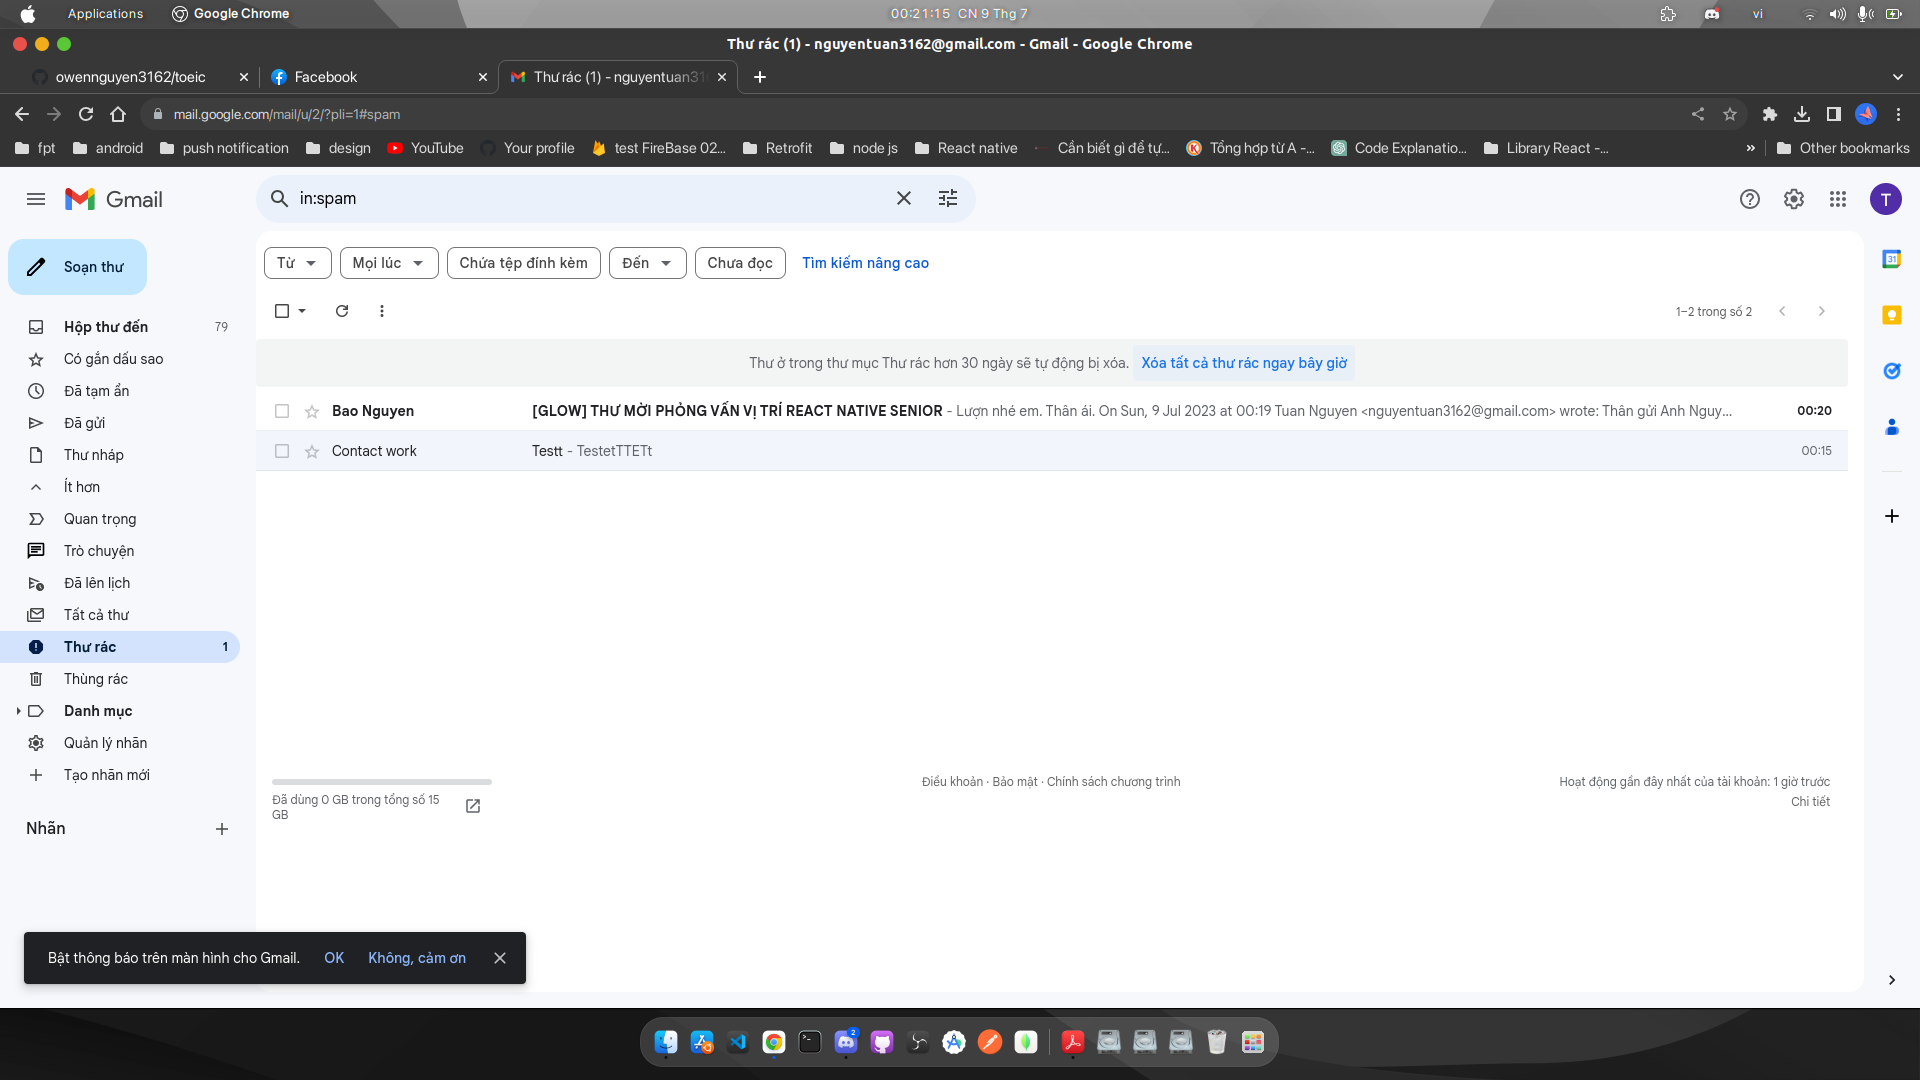 Applications
Google Chrome
00:21:15 CN 9 Thg 7
vi
Thư rác (1) - nguyentuan3162@gmail.com - Gmail - Google Chrome
owennguyen3162/toeic
Facebook
Thư rác (1) - nguyentuan31
mail.google.com/mail/u/2/?pli=1#spam
fpt
android
push notification
design
YouTube
Your profile
test FireBase 02...
Retrofit
node js
React native
Cần biết gì để tự...
Tổng hợp từ A -...
Code Explanatio...
Library React -...
»
Other bookmarks
Gmail
in:spam
T
Soạn thư
Từ
Mọi lúc
Chứa tệp đính kèm
Đến
Chưa đọc
Tìm kiếm nâng cao
31
1–2 trong số 2
Hộp thư đến 79
Có gắn dấu sao
Đã tạm ẩn
Đã gửi
Thư nháp
Ít hơn
Quan trọng
Trò chuyện
Đã lên lịch
Tất cả thư
Thư rác 1
Thùng rác
Danh mục
Quản lý nhãn
Tạo nhãn mới
Nhãn
Thư ở trong thư mục Thư rác hơn 30 ngày sẽ tự động bị xóa. Xóa tất cả thư rác ngay bây giờ
Bao Nguyen [GLOW] THƯ MỜI PHỎNG VẤN VỊ TRÍ REACT NATIVE SENIOR - Lượn nhé em. Thân ái. On Sun, 9 Jul 2023 at 00:19 Tuan Nguyen <nguyentuan3162@gmail.com> wrote: Thân gửi Anh Nguy... 00:20
Contact work Testt - TestetTTETt 00:15
Đã dùng 0 GB trong tổng số 15
GB
Điều khoản · Bảo mật · Chính sách chương trình
Hoạt động gần đây nhất của tài khoản: 1 giờ trước
Chi tiết
Bật thông báo trên màn hình cho Gmail. OK Không, cảm ơn
2